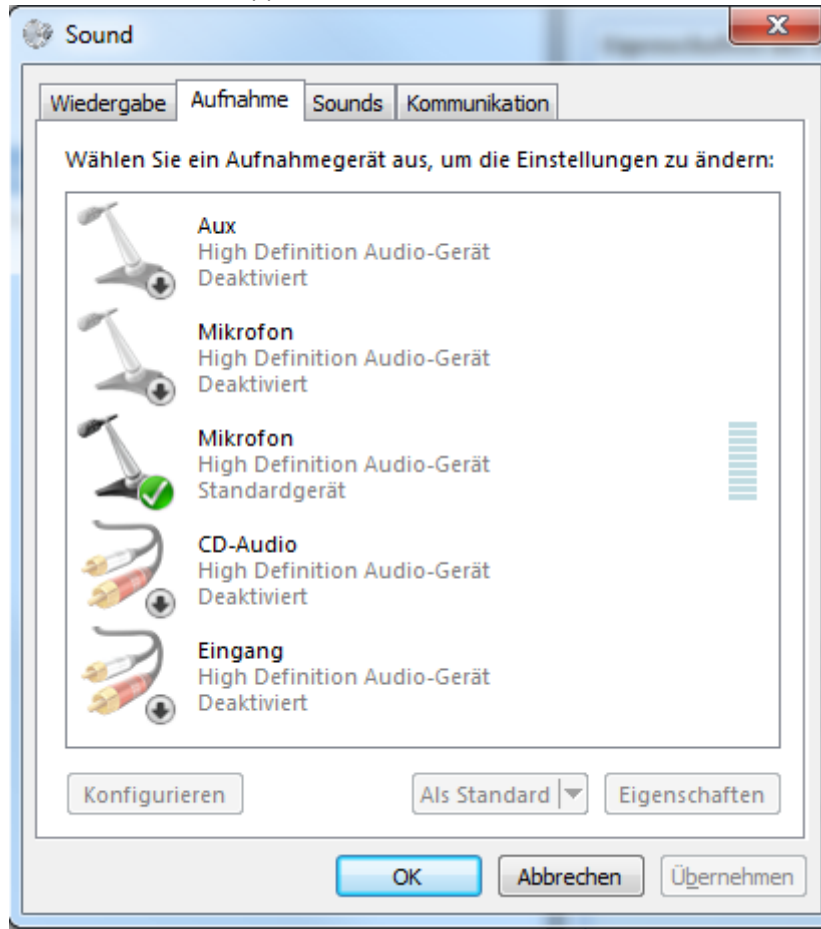 Sound
Wiedergabe Aufnahme Sounds Kommunikation
Wählen Sie ein Aufnahmegerät aus, um die Einstellungen zu ändern:
Aux
High Definition Audio-Gerät
Deaktiviert
Mikrofon
High Definition Audio-Gerät
Deaktiviert
Mikrofon
High Definition Audio-Gerät
Standardgerät
CD-Audio
High Definition Audio-Gerät
Deaktiviert
Eingang
High Definition Audio-Gerät
Deaktiviert
Konfigurieren Als Standard Eigenschaften
OK Abbrechen Übernehmen